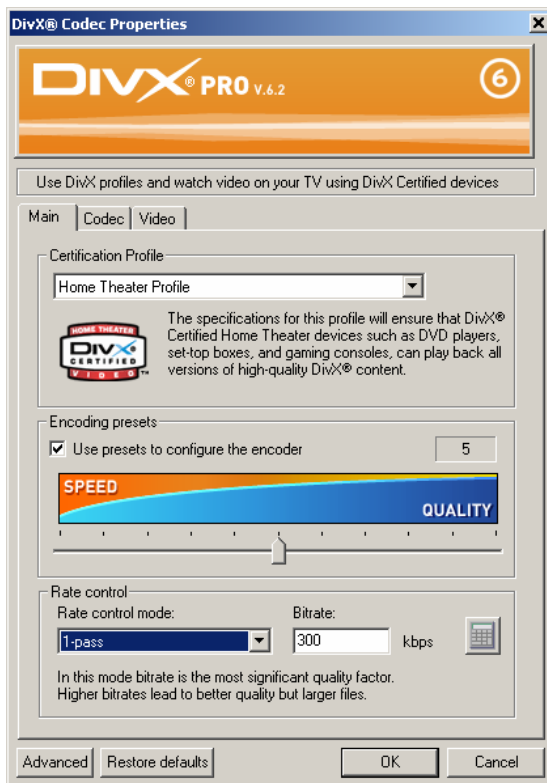 DivX® Codec Properties
DIVX® PRO V.6.2
6
Use DivX profiles and watch video on your TV using DivX Certified devices
Main Codec Video
Certification Profile
Home Theater Profile
HOME THEATER
DIVX®
CERTIFIED
VIDEO™
The specifications for this profile will ensure that DivX®
Certified Home Theater devices such as DVD players,
set-top boxes, and gaming consoles, can play back all
versions of high-quality DivX® content.
Encoding presets
Use presets to configure the encoder 5
SPEED
QUALITY
Rate control
Rate control mode: Bitrate:
1-pass 300 kbps
In this mode bitrate is the most significant quality factor.
Higher bitrates lead to better quality but larger files.
Advanced Restore defaults OK Cancel